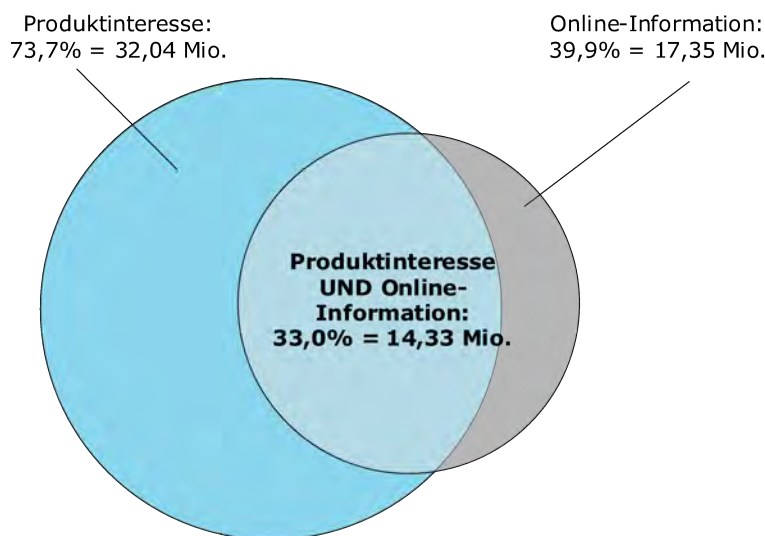 Produktinteresse:
73,7% = 32,04 Mio.
Online-Information:
39,9% = 17,35 Mio.
Produktinteresse
UND Online-
Information:
33,0% = 14,33 Mio.